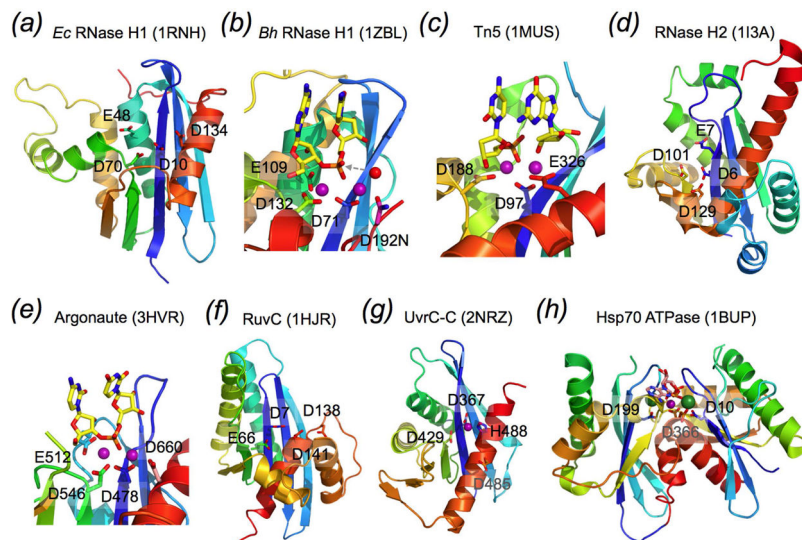 (a) Ec RNase H1 (1RNH)
E48
D134
D70
D10
(b) Bh RNase H1 (1ZBL)
E109
D132
D71
D192N
(c) Tn5 (1MUS)
D188
E326
D97
(d) RNase H2 (1I3A)
E7
D101
D6
D129
(e) Argonaute (3HVR)
E512
D660
D546
D478
(f) RuvC (1HJR)
D7
D138
E66
D141
(g) UvrC-C (2NRZ)
D367
H488
D429
D485
(h) Hsp70 ATPase (1BUP)
D199
D10
D366